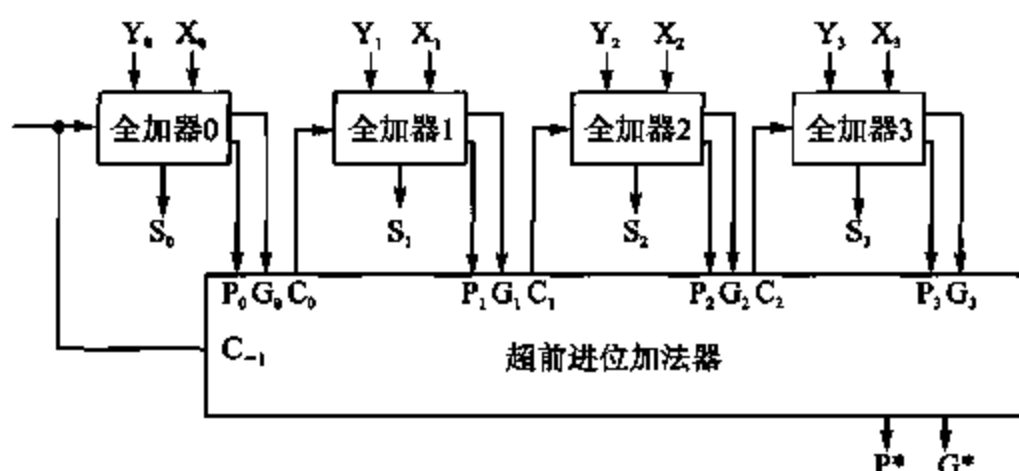 Y₀ X₀ Y₁ X₁ Y₂ X₂ Y₃ X₃
全加器0 全加器1 全加器2 全加器3
S₀ S₁ S₂ S₃
P₀ G₀ C₀ P₁ G₁ C₁ P₂ G₂ C₂ P₃ G₃
C₋₁ 超前进位加法器
P* G*